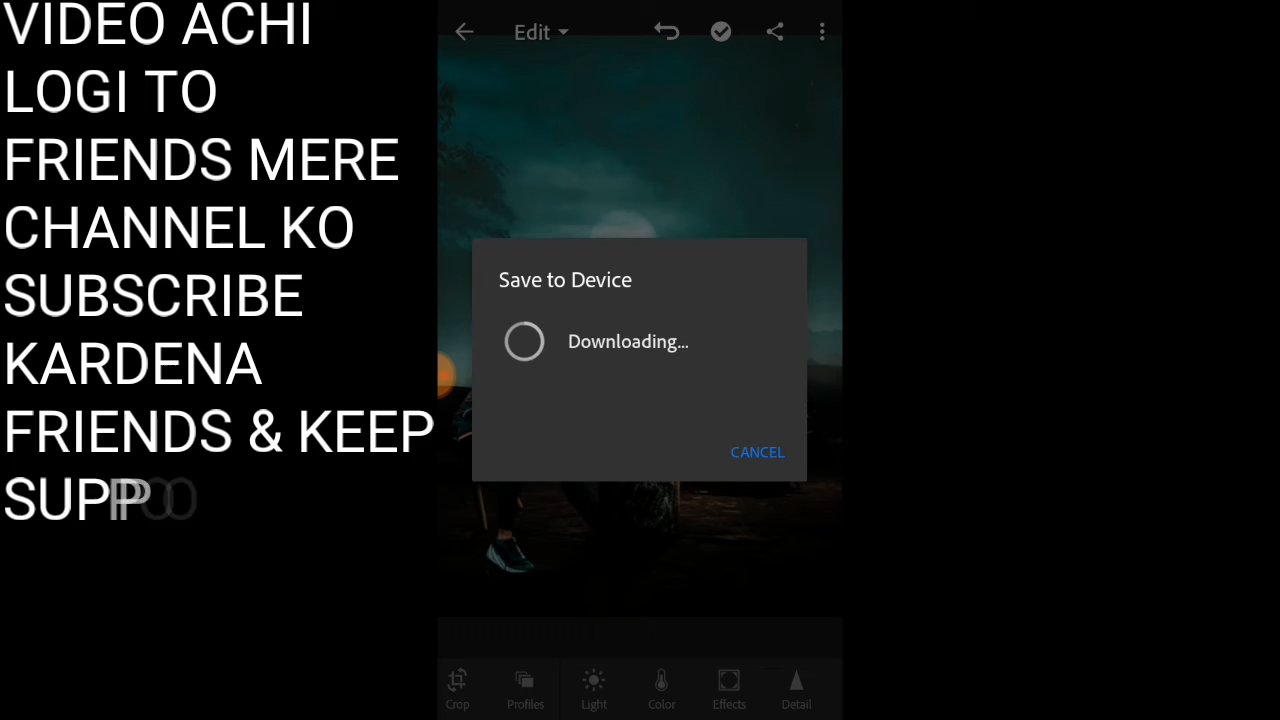 VIDEO ACHI
LOGI TO
FRIENDS MERE
CHANNEL KO
SUBSCRIBE
KARDENA
FRIENDS & KEEP
Edit
Save to Device
Downloading...
CANCEL
Crop
Profiles
Light
Color
Effects
Detail